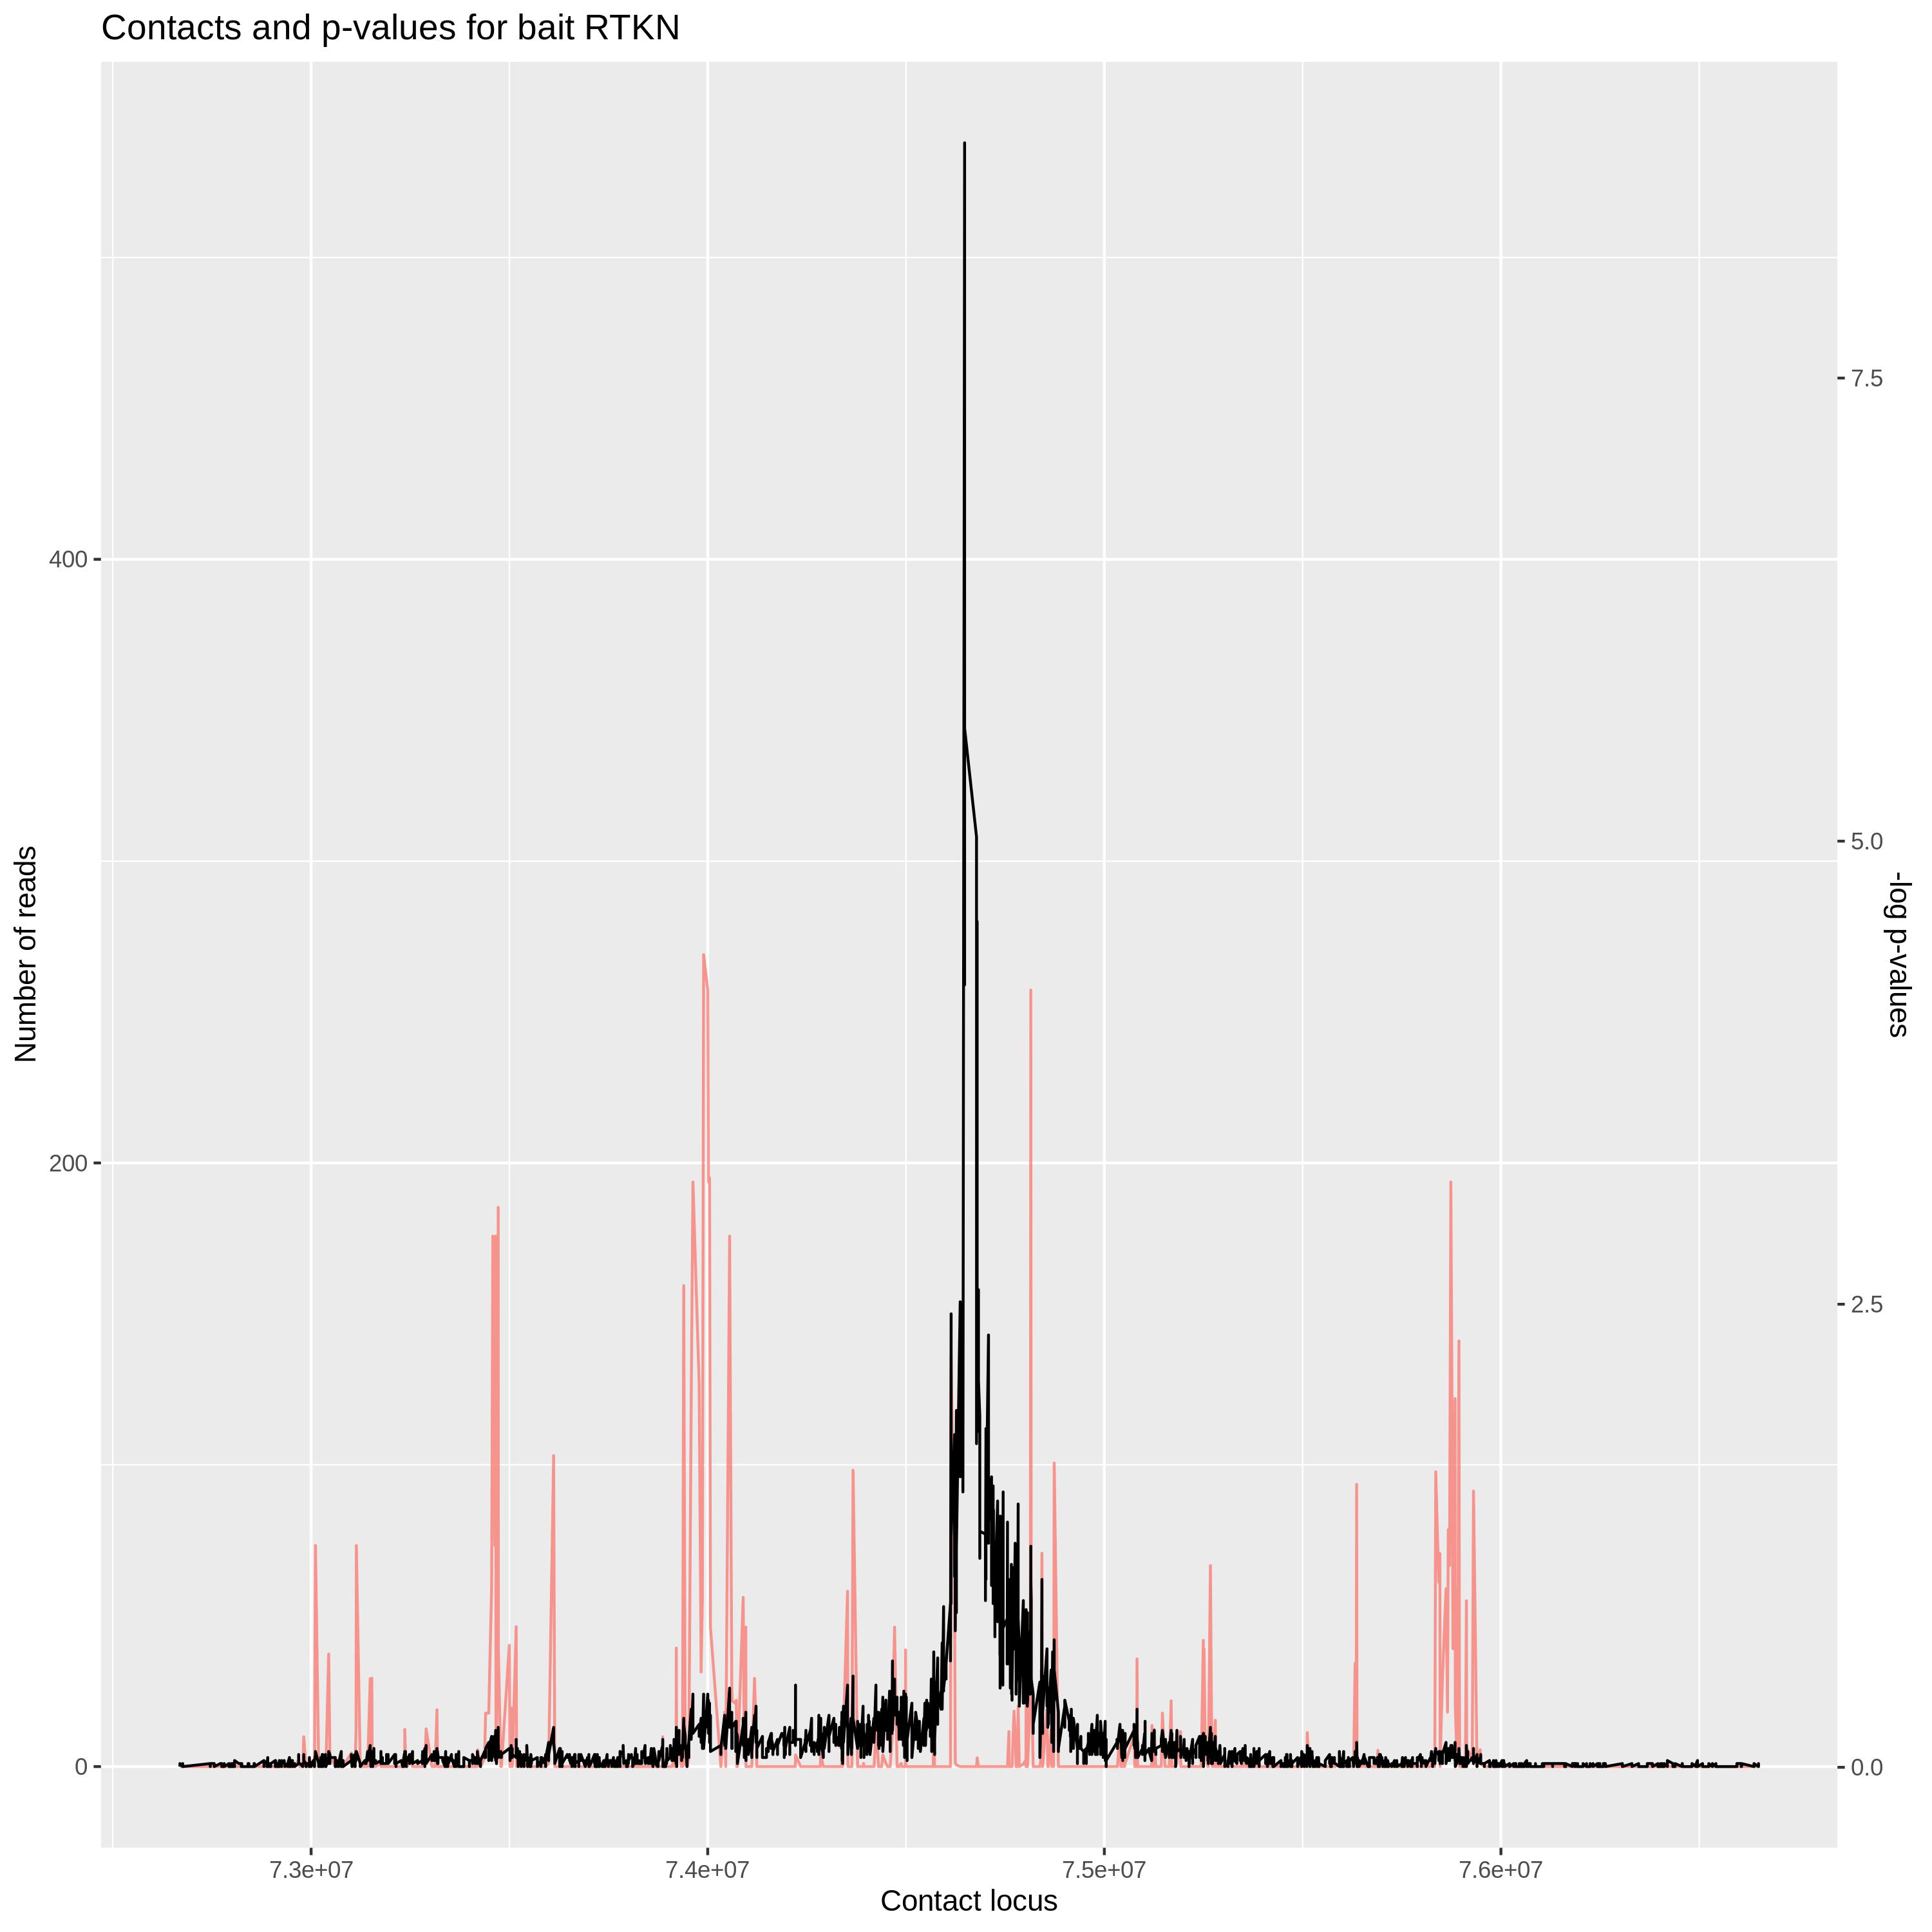 Contacts and p-values for bait RTKN
Number of reads
400
200
0
7.5
5.0
2.5
0.0
-log p-values
7.3e+07
7.4e+07
7.5e+07
7.6e+07
Contact locus